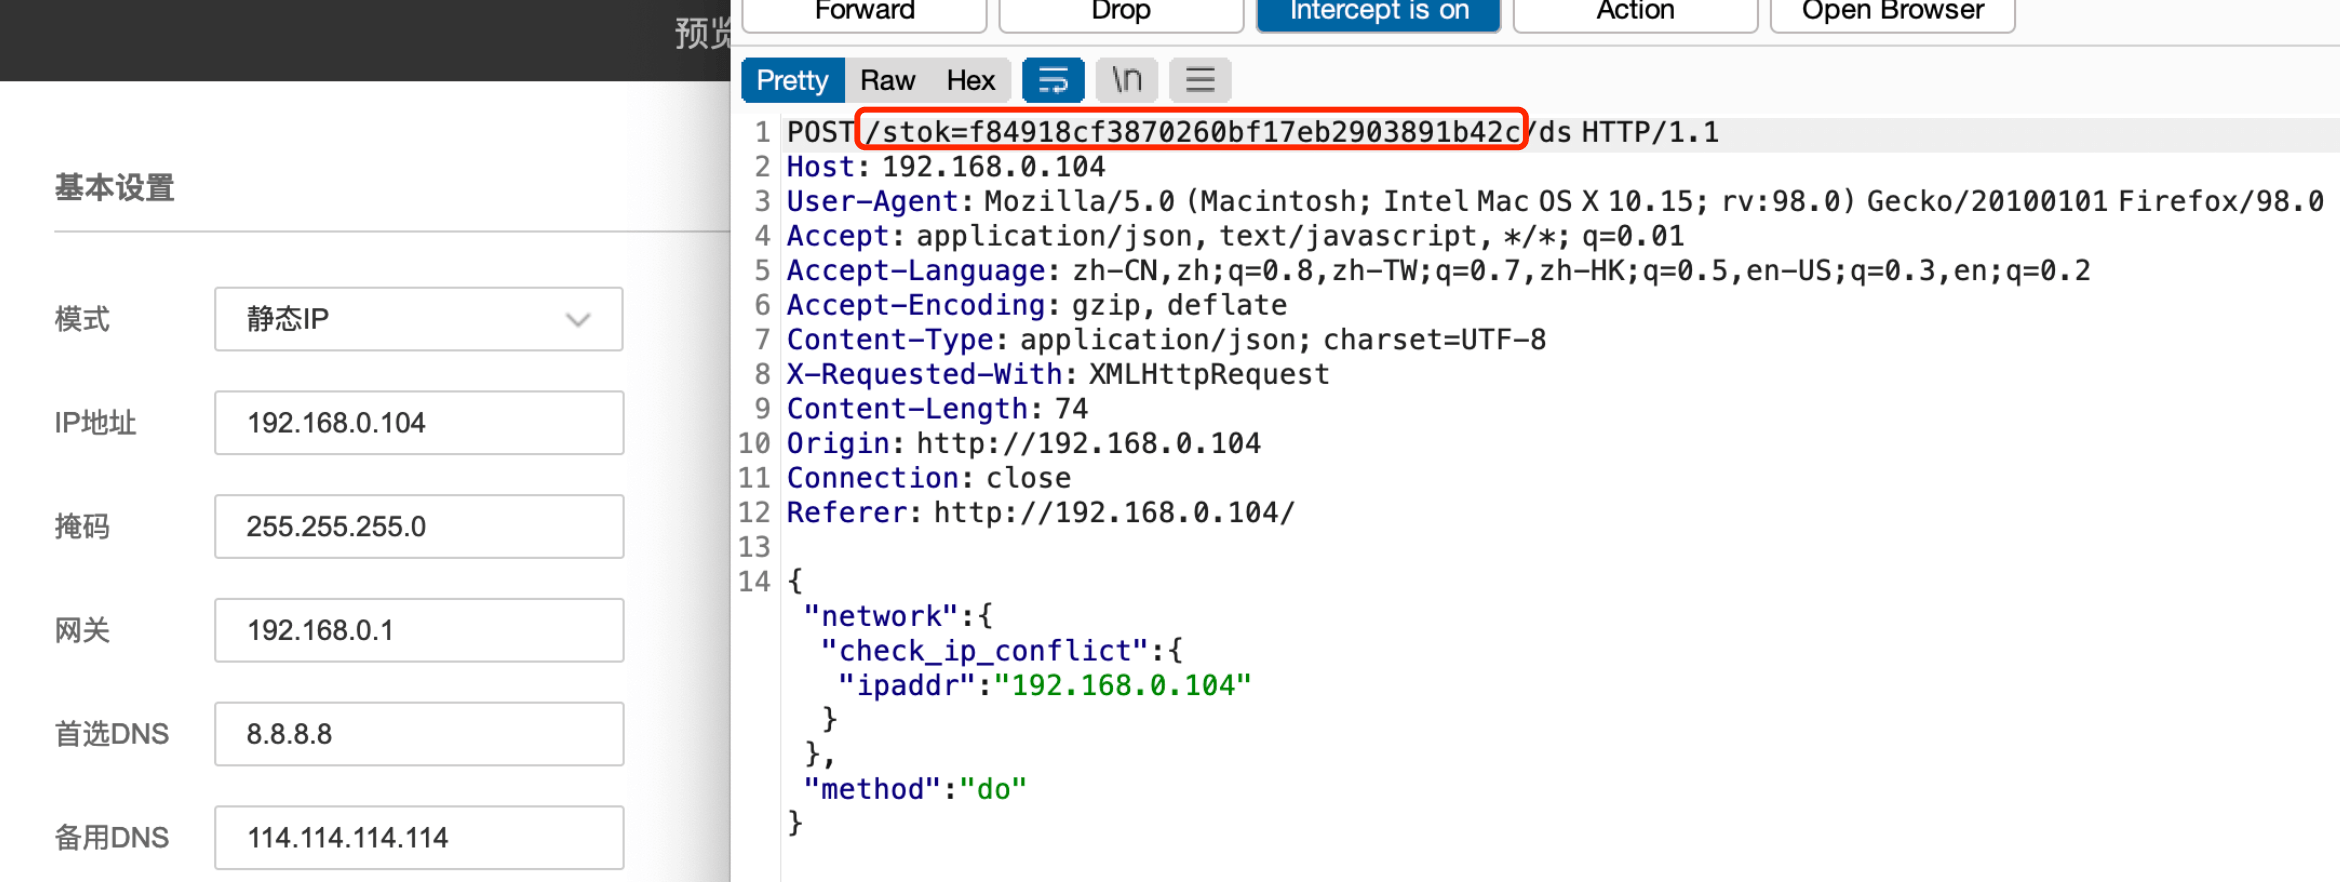 预览
基本设置
模式
静态IP
IP地址
192.168.0.104
掩码
255.255.255.0
网关
192.168.0.1
首选DNS
8.8.8.8
备用DNS
114.114.114.114
Forward Drop Intercept is on Action Open Browser
Pretty Raw Hex \n
1 POST /stok=f84918cf3870260bf17eb2903891b42c/ds HTTP/1.1
2 Host: 192.168.0.104
3 User-Agent: Mozilla/5.0 (Macintosh; Intel Mac OS X 10.15; rv:98.0) Gecko/20100101 Firefox/98.0
4 Accept: application/json, text/javascript, */*; q=0.01
5 Accept-Language: zh-CN,zh;q=0.8,zh-TW;q=0.7,zh-HK;q=0.5,en-US;q=0.3,en;q=0.2
6 Accept-Encoding: gzip, deflate
7 Content-Type: application/json; charset=UTF-8
8 X-Requested-With: XMLHttpRequest
9 Content-Length: 74
10 Origin: http://192.168.0.104
11 Connection: close
12 Referer: http://192.168.0.104/
13
14 {
"network":{
"check_ip_conflict":{
"ipaddr":"192.168.0.104"
}
},
"method":"do"
}